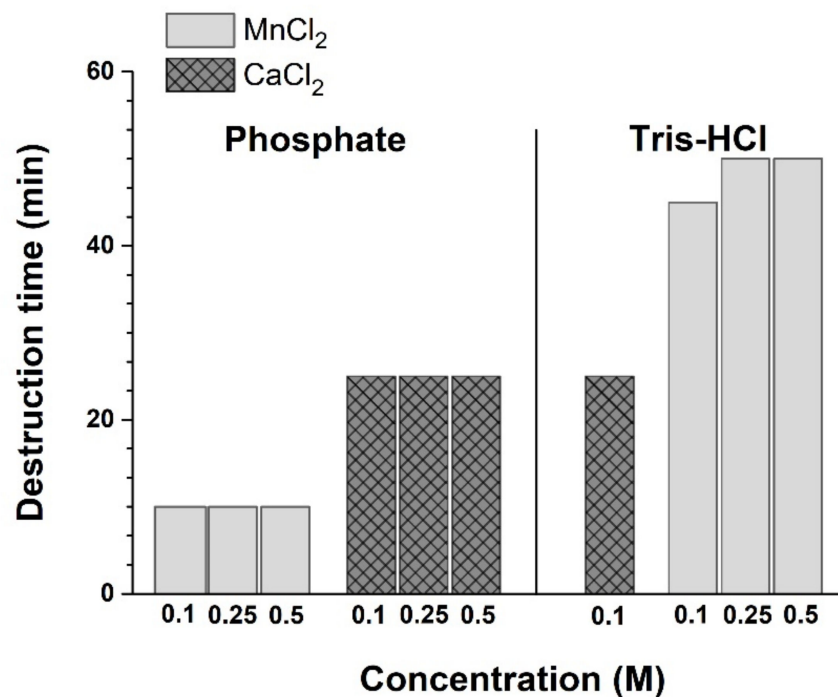 MnCl2
CaCl2
60
Phosphate
Tris-HCl
Destruction time (min)
40
20
0
0.1 0.25 0.5 0.1 0.25 0.5 0.1 0.1 0.25 0.5
Concentration (M)